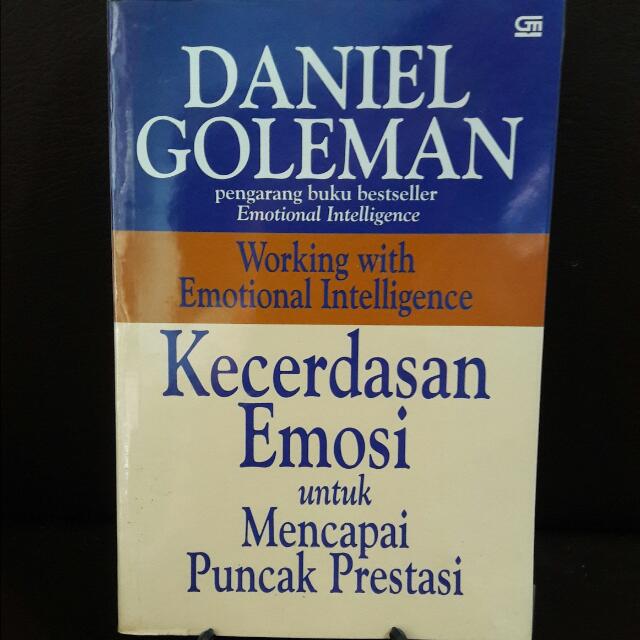 GM
DANIEL
GOLEMAN
pengarang buku bestseller
Emotional Intelligence
Working with
Emotional Intelligence
Kecerdasan
Emosi
untuk
Mencapai
Puncak Prestasi